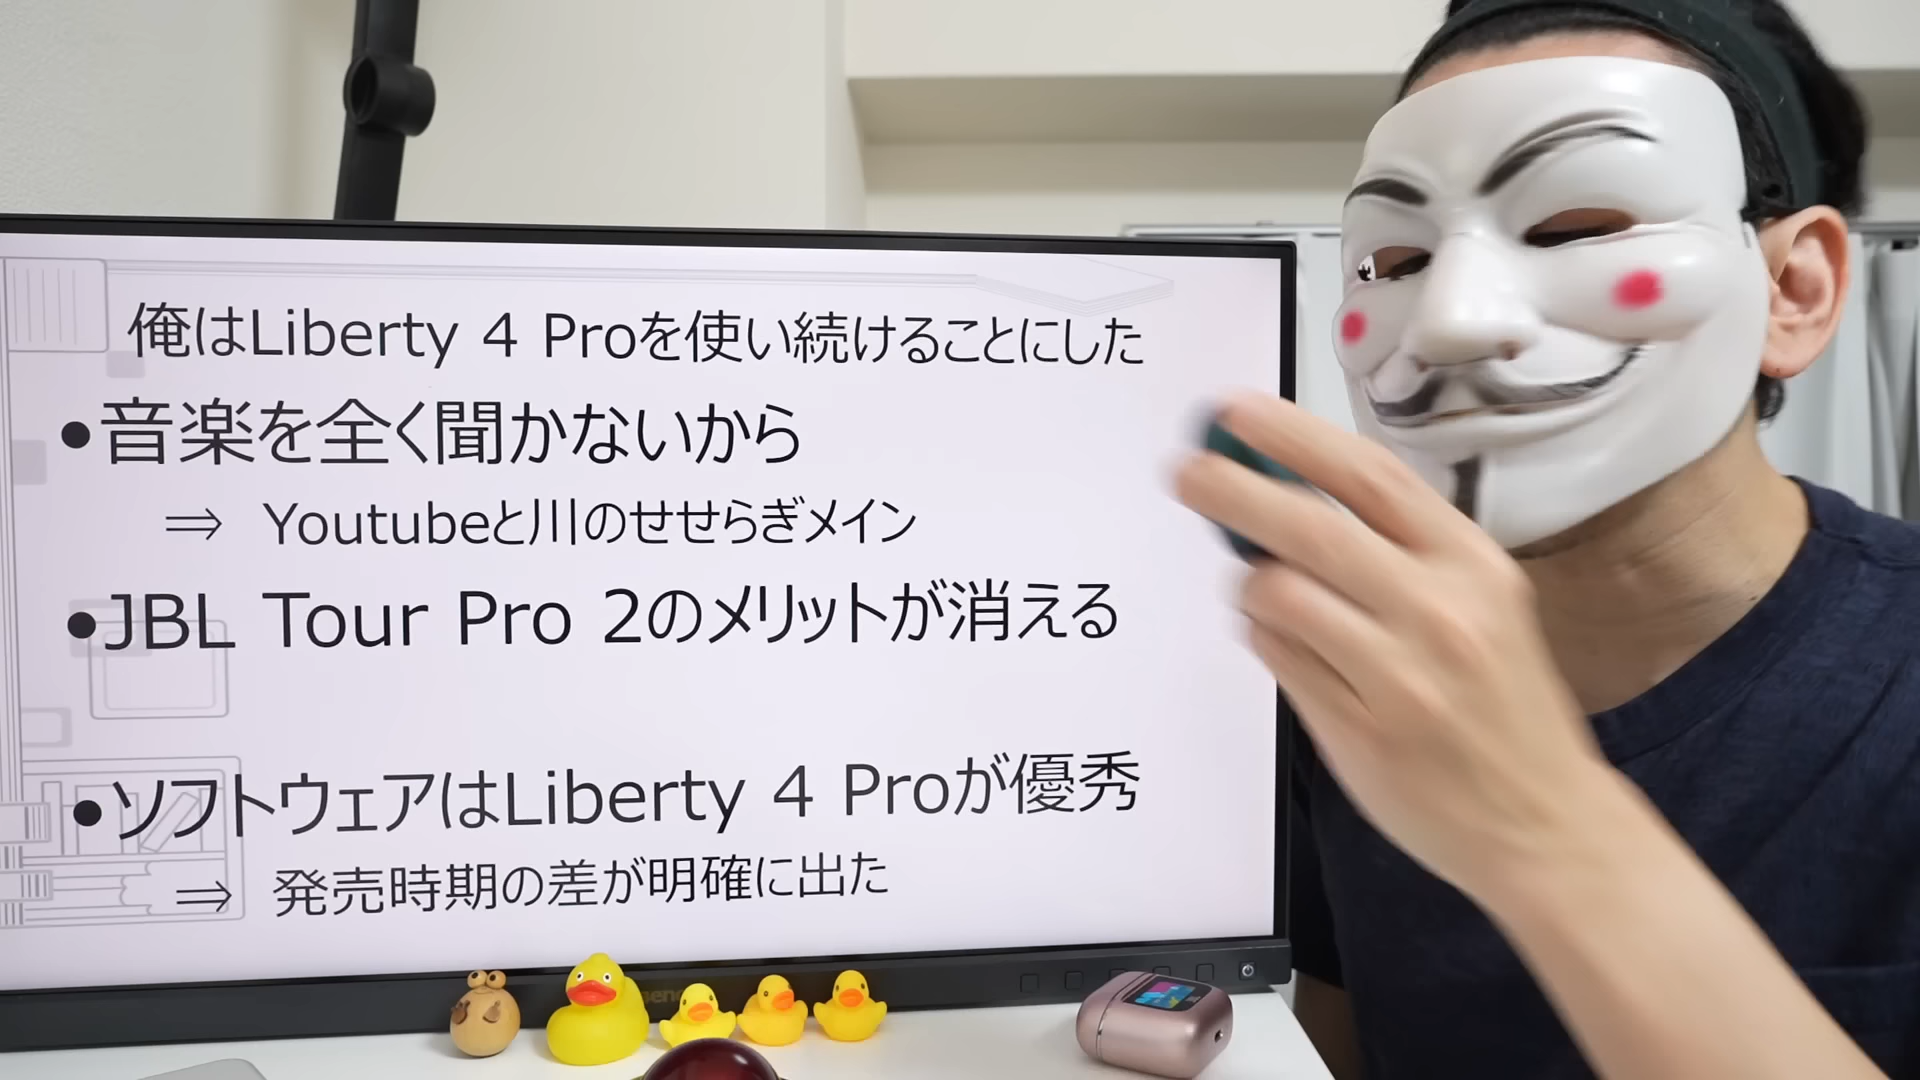 俺はLiberty 4 Proを使い続けることにした
●音楽を全く聞かないから
⇒ Youtubeと川のせせらぎメイン
●JBL Tour Pro 2のメリットが消える
●ソフトウェアはLiberty 4 Proが優秀
⇒ 発売時期の差が明確に出た